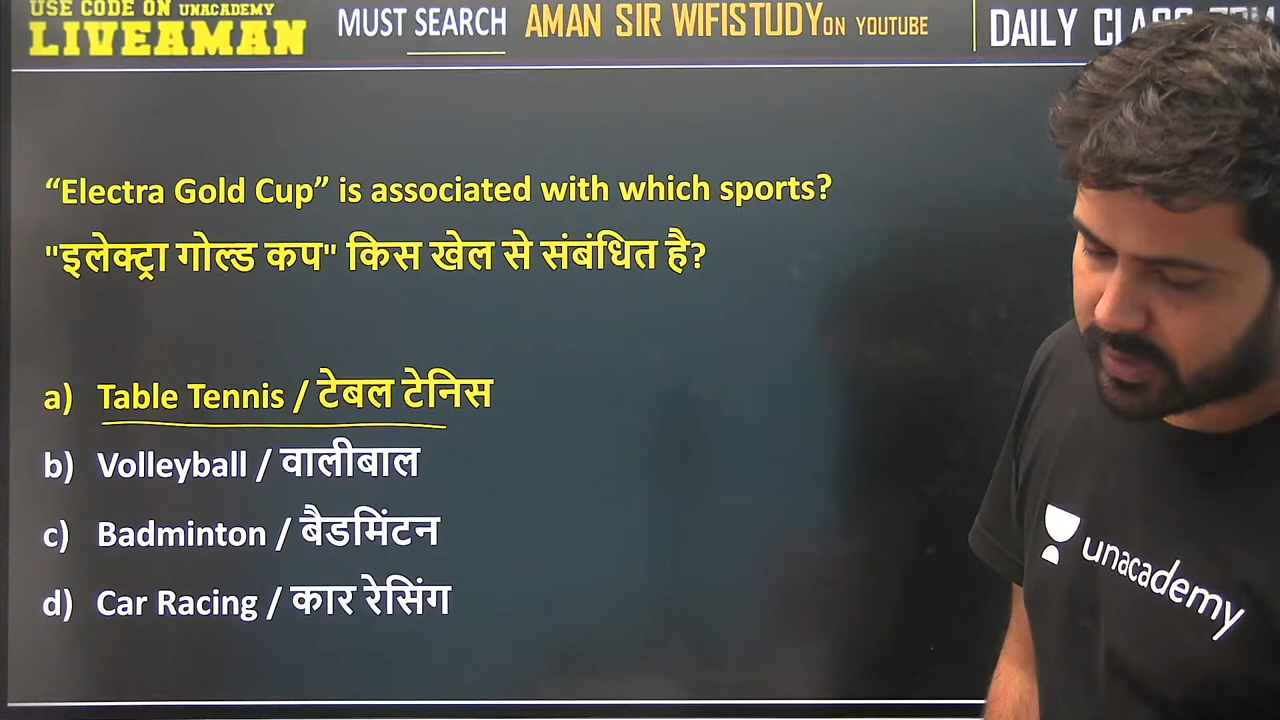 USE CODE ON UNACADEMY
LIVEAMAN
MUST SEARCH AMAN SIR WIFISTUDY ON YOUTUBE
DAILY CLASS
“Electra Gold Cup” is associated with which sports?
"इलेक्ट्रा गोल्ड कप" किस खेल से संबंधित है?
a) Table Tennis / टेबल टेनिस
b) Volleyball / वालीबाल
c) Badminton / बैडमिंटन
d) Car Racing / कार रेसिंग
unacademy